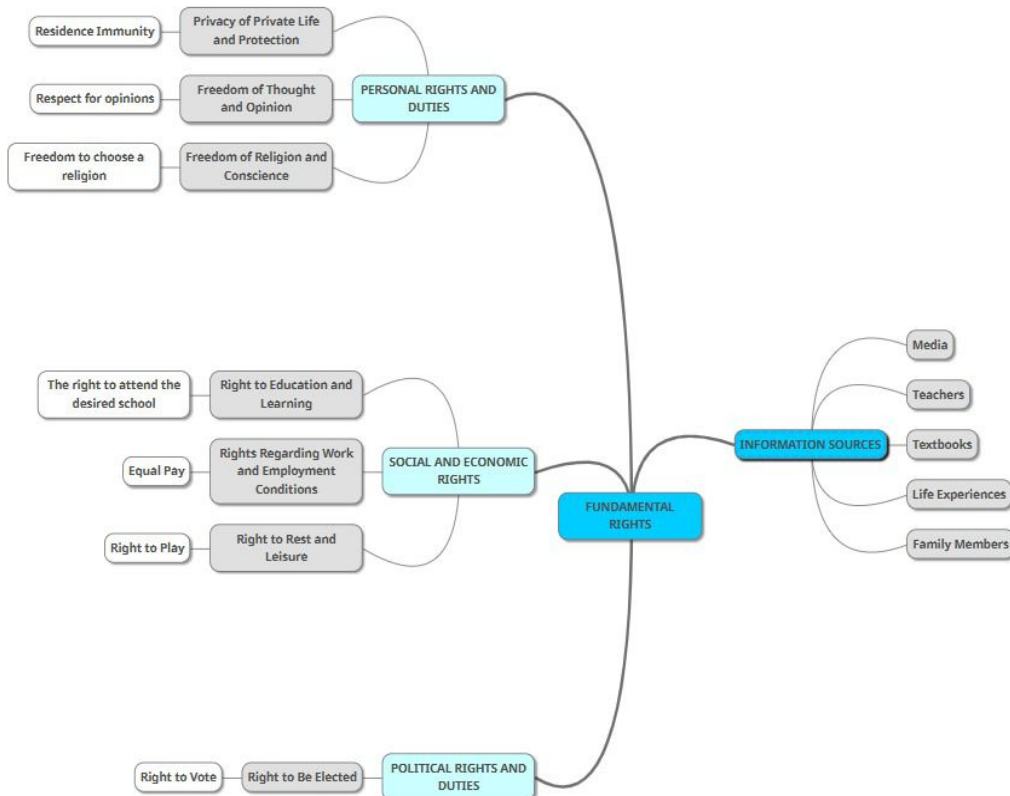 Residence Immunity
Privacy of Private Life
and Protection
Respect for opinions
Freedom of Thought
and Opinion
PERSONAL RIGHTS AND
DUTIES
Freedom to choose a
religion
Freedom of Religion and
Conscience
The right to attend the
desired school
Right to Education and
Learning
Equal Pay
Rights Regarding Work
and Employment
Conditions
SOCIAL AND ECONOMIC
RIGHTS
Right to Play
Right to Rest and
Leisure
FUNDAMENTAL
RIGHTS
INFORMATION SOURCES
Media
Teachers
Textbooks
Life Experiences
Family Members
Right to Vote
Right to Be Elected
POLITICAL RIGHTS AND
DUTIES